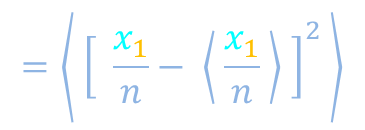 = ⟨ [ x₁/n − ⟨ x₁/n ⟩ ]² ⟩